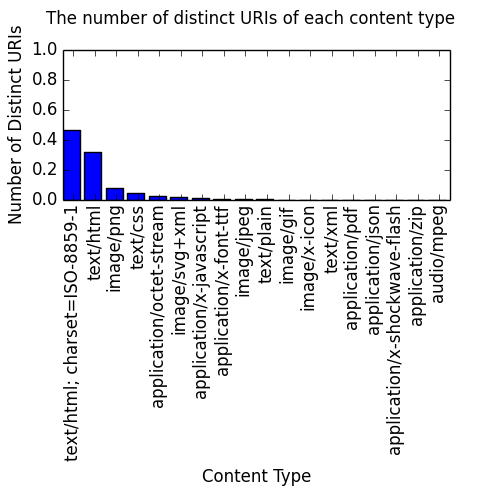 The number of distinct URIs of each content type
Number of Distinct URIs
1.0
0.8
0.6
0.4
0.2
0.0
text/html; charset=ISO-8859-1
text/html
image/png
text/css
application/octet-stream
image/svg+xml
application/x-javascript
application/x-font-ttf
image/jpeg
text/plain
image/gif
image/x-icon
text/xml
application/pdf
application/json
application/x-shockwave-flash
application/zip
audio/mpeg
Content Type